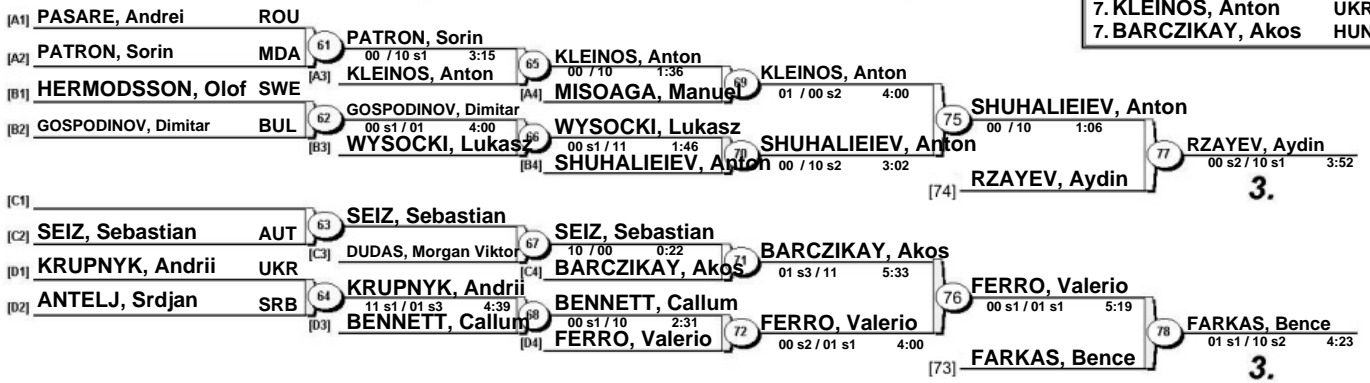 7. KLEINOS, Anton UKR
7. BARCZIKAY, Akos HUN
[A1] PASARE, Andrei ROU
61 PATRON, Sorin
00 / 10 s1 3:15
[A2] PATRON, Sorin MDA
[A3] KLEINOS, Anton
65 KLEINOS, Anton
00 / 10 1:36
[A4] MISOAGA, Manuel
69 KLEINOS, Anton
01 / 00 s2 4:00
[B1] HERMODSSON, Olof SWE
62 GOSPODINOV, Dimitar
00 s1 / 01 4:00
[B2] GOSPODINOV, Dimitar BUL
[B3] WYSOCKI, Lukasz
66 WYSOCKI, Lukasz
00 s1 / 11 1:46
[B4] SHUHALIEIEV, Anton
70 SHUHALIEIEV, Anton
00 / 10 s2 3:02
75 SHUHALIEIEV, Anton
00 / 10 1:06
[74] RZAYEV, Aydin
77 RZAYEV, Aydin
00 s2 / 10 s1 3:52
3.
[C1]
63 SEIZ, Sebastian
[C2] SEIZ, Sebastian AUT
[C3] DUDAS, Morgan Viktor
67 SEIZ, Sebastian
10 / 00 0:22
[C4] BARCZIKAY, Akos
71 BARCZIKAY, Akos
01 s3 / 11 5:33
[D1] KRUPNYK, Andrii UKR
64 KRUPNYK, Andrii
11 s1 / 01 s3 4:39
[D2] ANTELJ, Srdjan SRB
[D3] BENNETT, Callum
68 BENNETT, Callum
00 s1 / 10 2:31
[D4] FERRO, Valerio
72 FERRO, Valerio
00 s2 / 01 s1 4:00
76 FERRO, Valerio
00 s1 / 01 s1 5:19
[73] FARKAS, Bence
78 FARKAS, Bence
01 s1 / 10 s2 4:23
3.